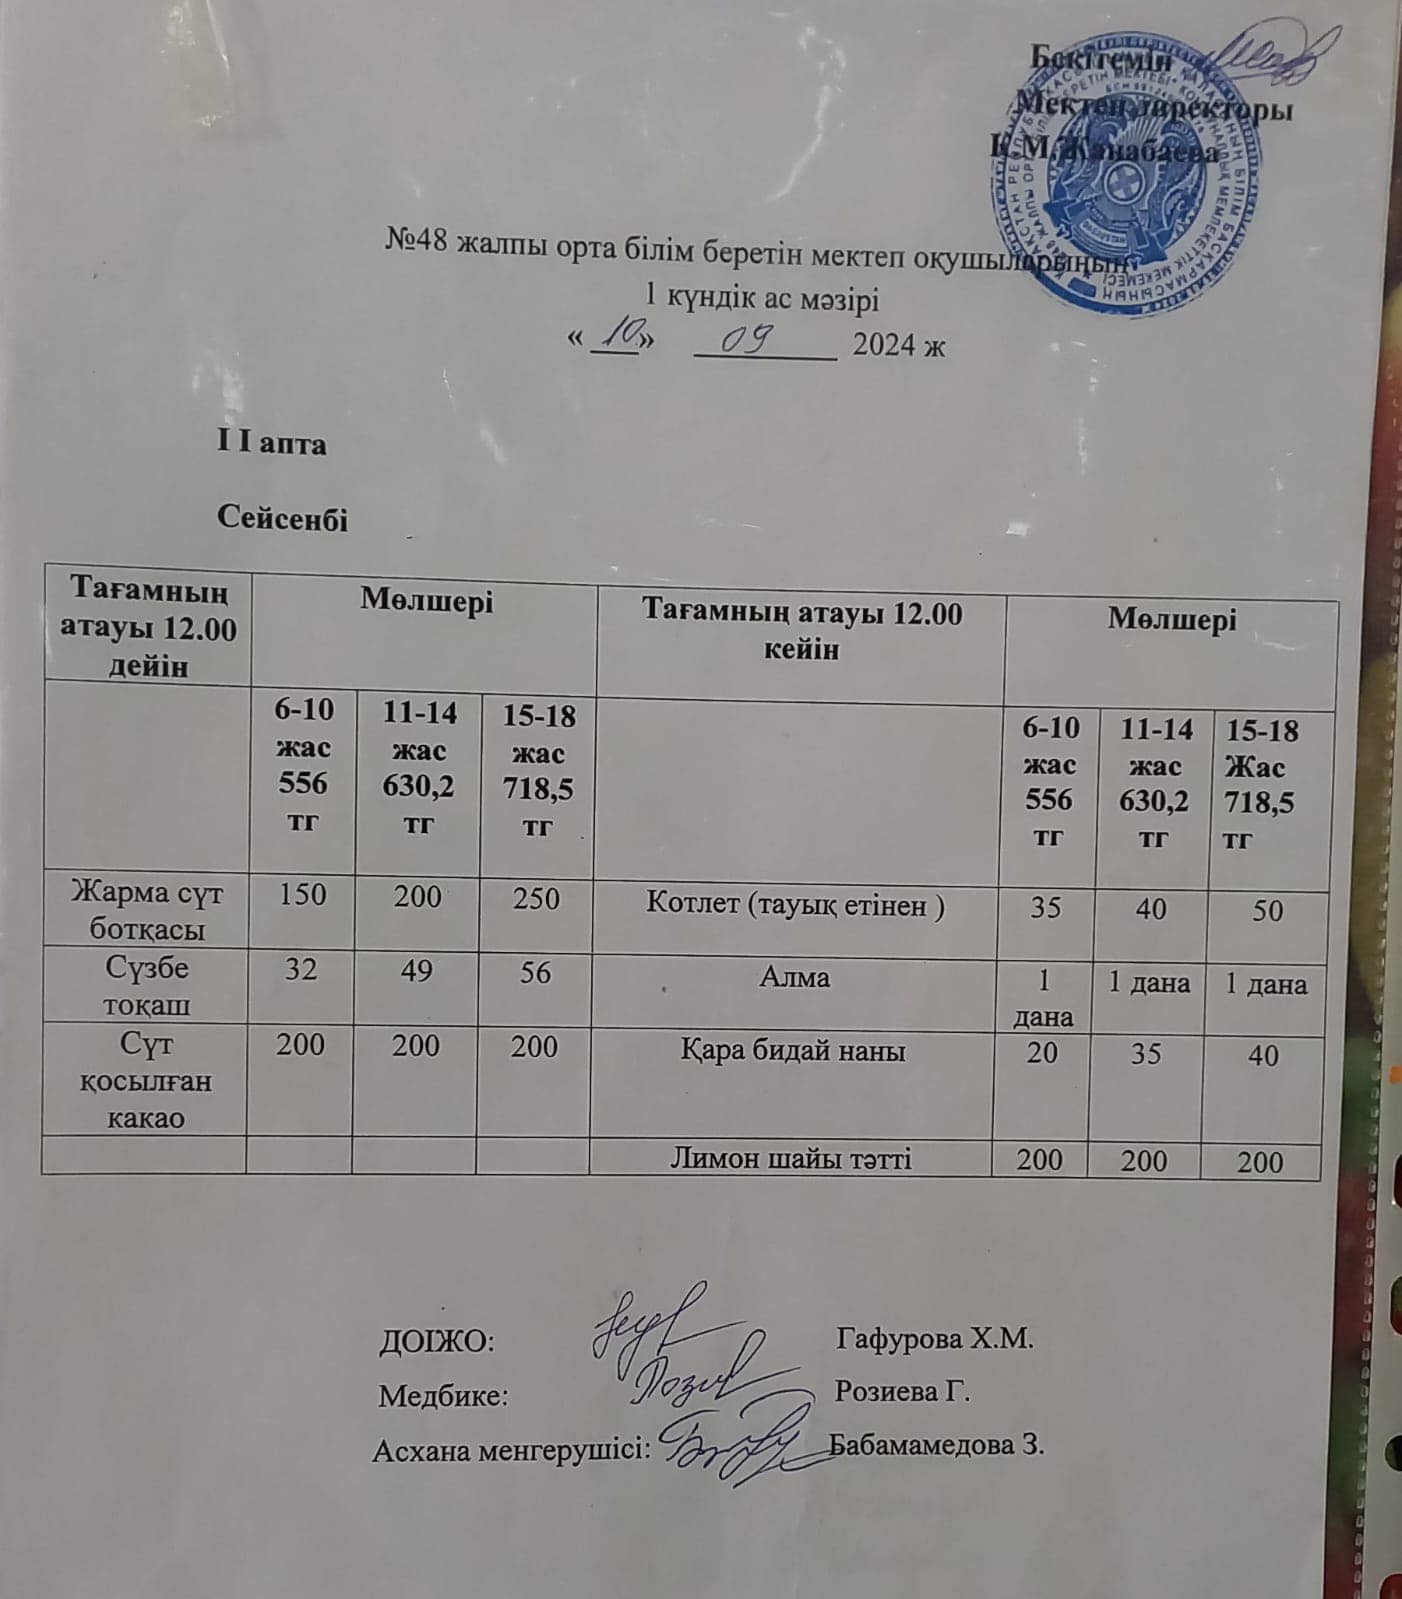 Бекітемін
Мектеп директоры
К.М.Жанабаева
№48 жалпы орта білім беретін мектеп оқушыларының
1 күндік ас мәзірі
« 10» 09 2024 ж
I I апта
Сейсенбі
Тағамның атауы 12.00 дейін Мөлшері Тағамның атауы 12.00 кейін Мөлшері
6-10 жас 556 тг 11-14 жас 630,2 тг 15-18 жас 718,5 тг 6-10 жас 556 тг 11-14 жас 630,2 тг 15-18 Жас 718,5 тг
Жарма сүт ботқасы 150 200 250 Котлет (тауық етінен ) 35 40 50
Сүзбе тоқаш 32 49 56 Алма 1 дана 1 дана 1 дана
Сүт қосылған какао 200 200 200 Қара бидай наны 20 35 40
Лимон шайы тәтті 200 200 200
ДОІЖО: Гафурова Х.М.
Медбике: Розиева Г.
Асхана менгерушісі: Бабамамедова З.